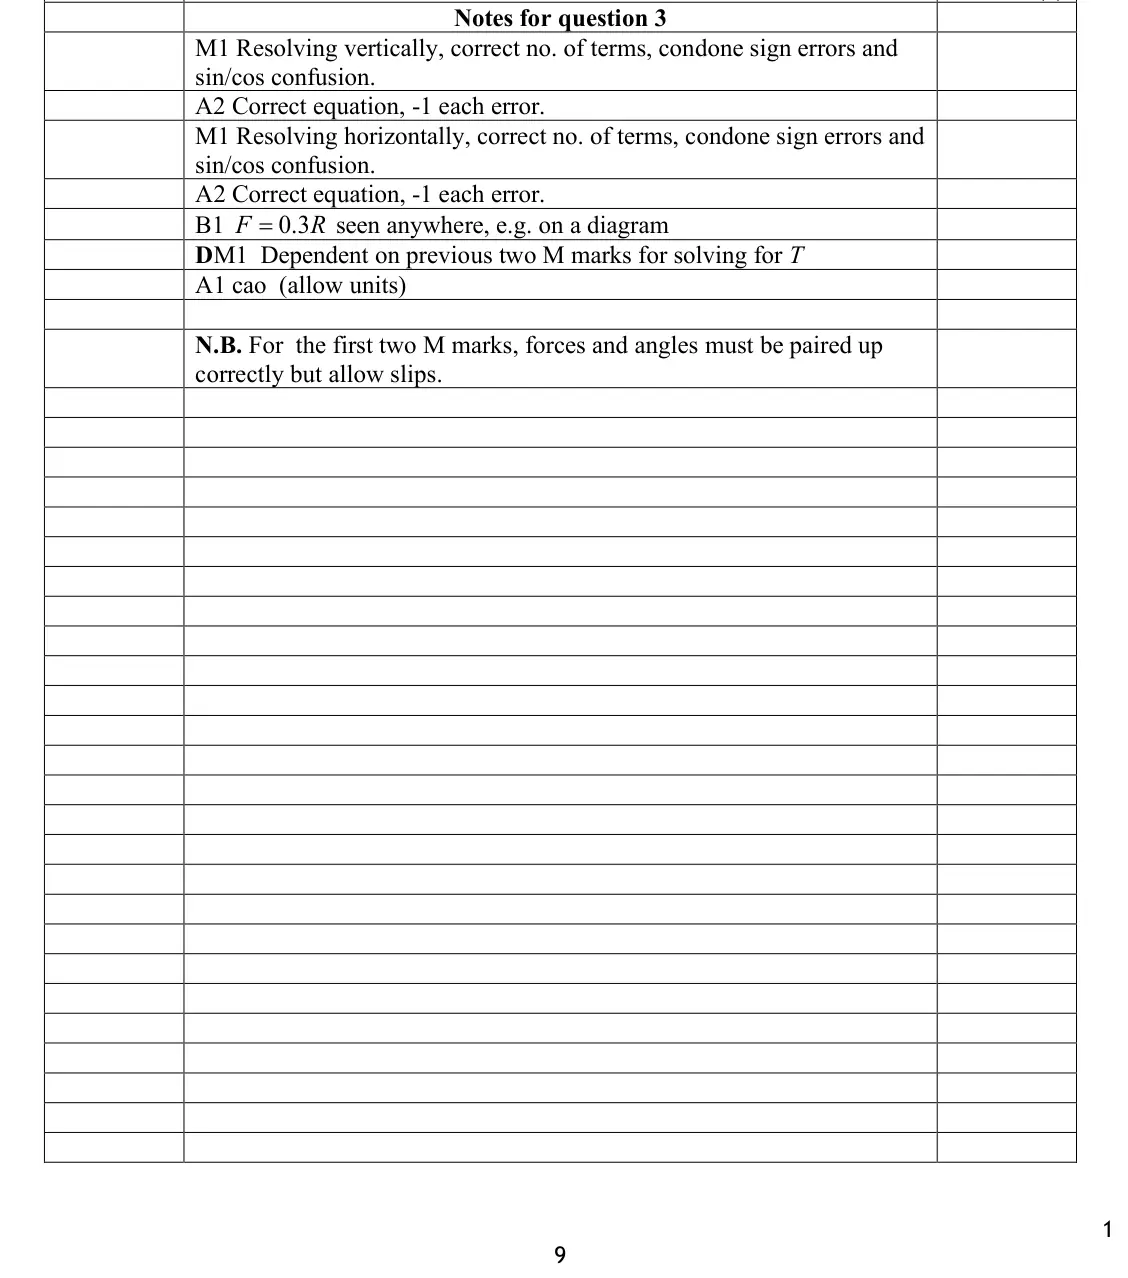 Notes for question 3
M1 Resolving vertically, correct no. of terms, condone sign errors and
sin/cos confusion.
A2 Correct equation, -1 each error.
M1 Resolving horizontally, correct no. of terms, condone sign errors and
sin/cos confusion.
A2 Correct equation, -1 each error.
B1 F = 0.3R seen anywhere, e.g. on a diagram
DM1 Dependent on previous two M marks for solving for T
A1 cao (allow units)
N.B. For the first two M marks, forces and angles must be paired up
correctly but allow slips.
1
9